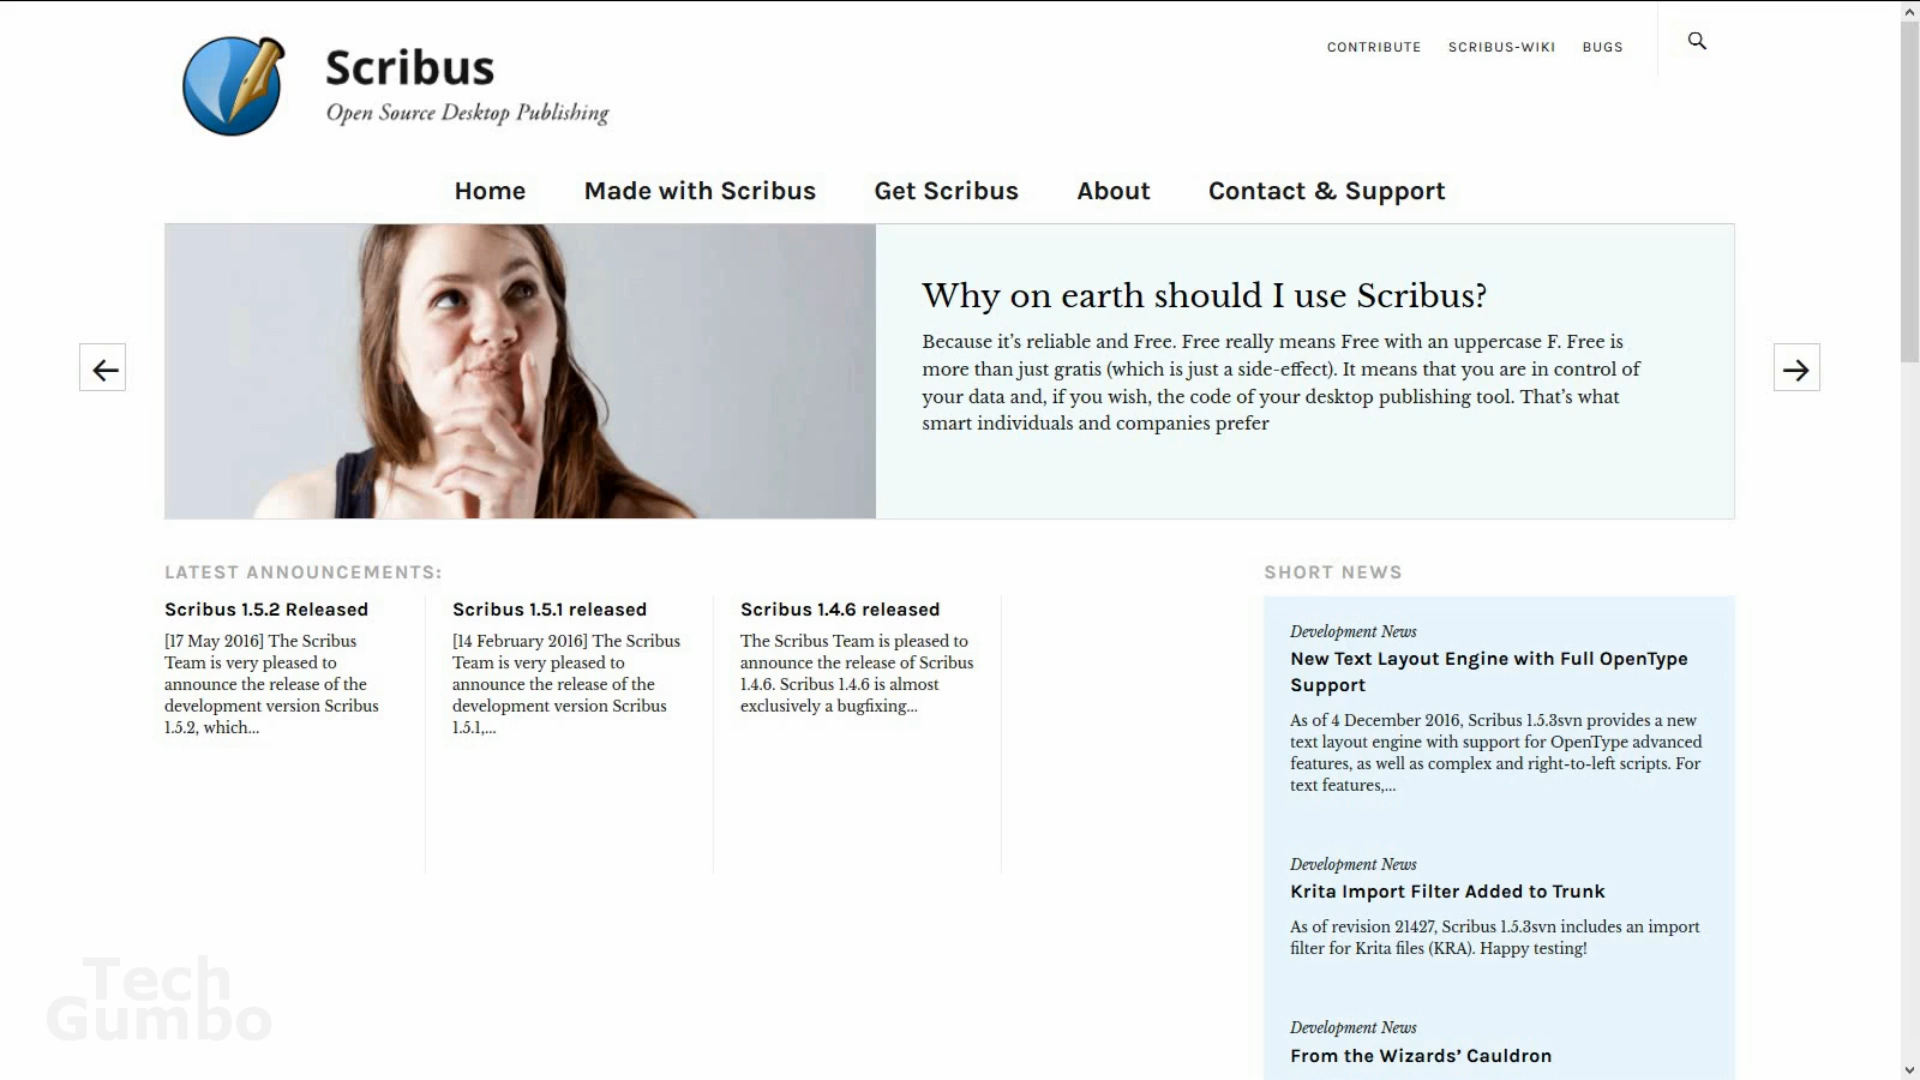 Scribus
Open Source Desktop Publishing
CONTRIBUTE SCRIBUS-WIKI BUGS
Home Made with Scribus Get Scribus About Contact & Support
Why on earth should I use Scribus?
Because it's reliable and Free. Free really means Free with an uppercase F. Free is
more than just gratis (which is just a side-effect). It means that you are in control of
your data and, if you wish, the code of your desktop publishing tool. That's what
smart individuals and companies prefer
LATEST ANNOUNCEMENTS:
Scribus 1.5.2 Released
[17 May 2016] The Scribus
Team is very pleased to
announce the release of the
development version Scribus
1.5.2, which...
Scribus 1.5.1 released
[14 February 2016] The Scribus
Team is very pleased to
announce the release of the
development version Scribus
1.5.1,...
Scribus 1.4.6 released
The Scribus Team is pleased to
announce the release of Scribus
1.4.6. Scribus 1.4.6 is almost
exclusively a bugfixing...
SHORT NEWS
Development News
New Text Layout Engine with Full OpenType
Support
As of 4 December 2016, Scribus 1.5.3svn provides a new
text layout engine with support for OpenType advanced
features, as well as complex and right-to-left scripts. For
text features,...
Development News
Krita Import Filter Added to Trunk
As of revision 21427, Scribus 1.5.3svn includes an import
filter for Krita files (KRA). Happy testing!
Development News
From the Wizards' Cauldron
Tech
Gumbo